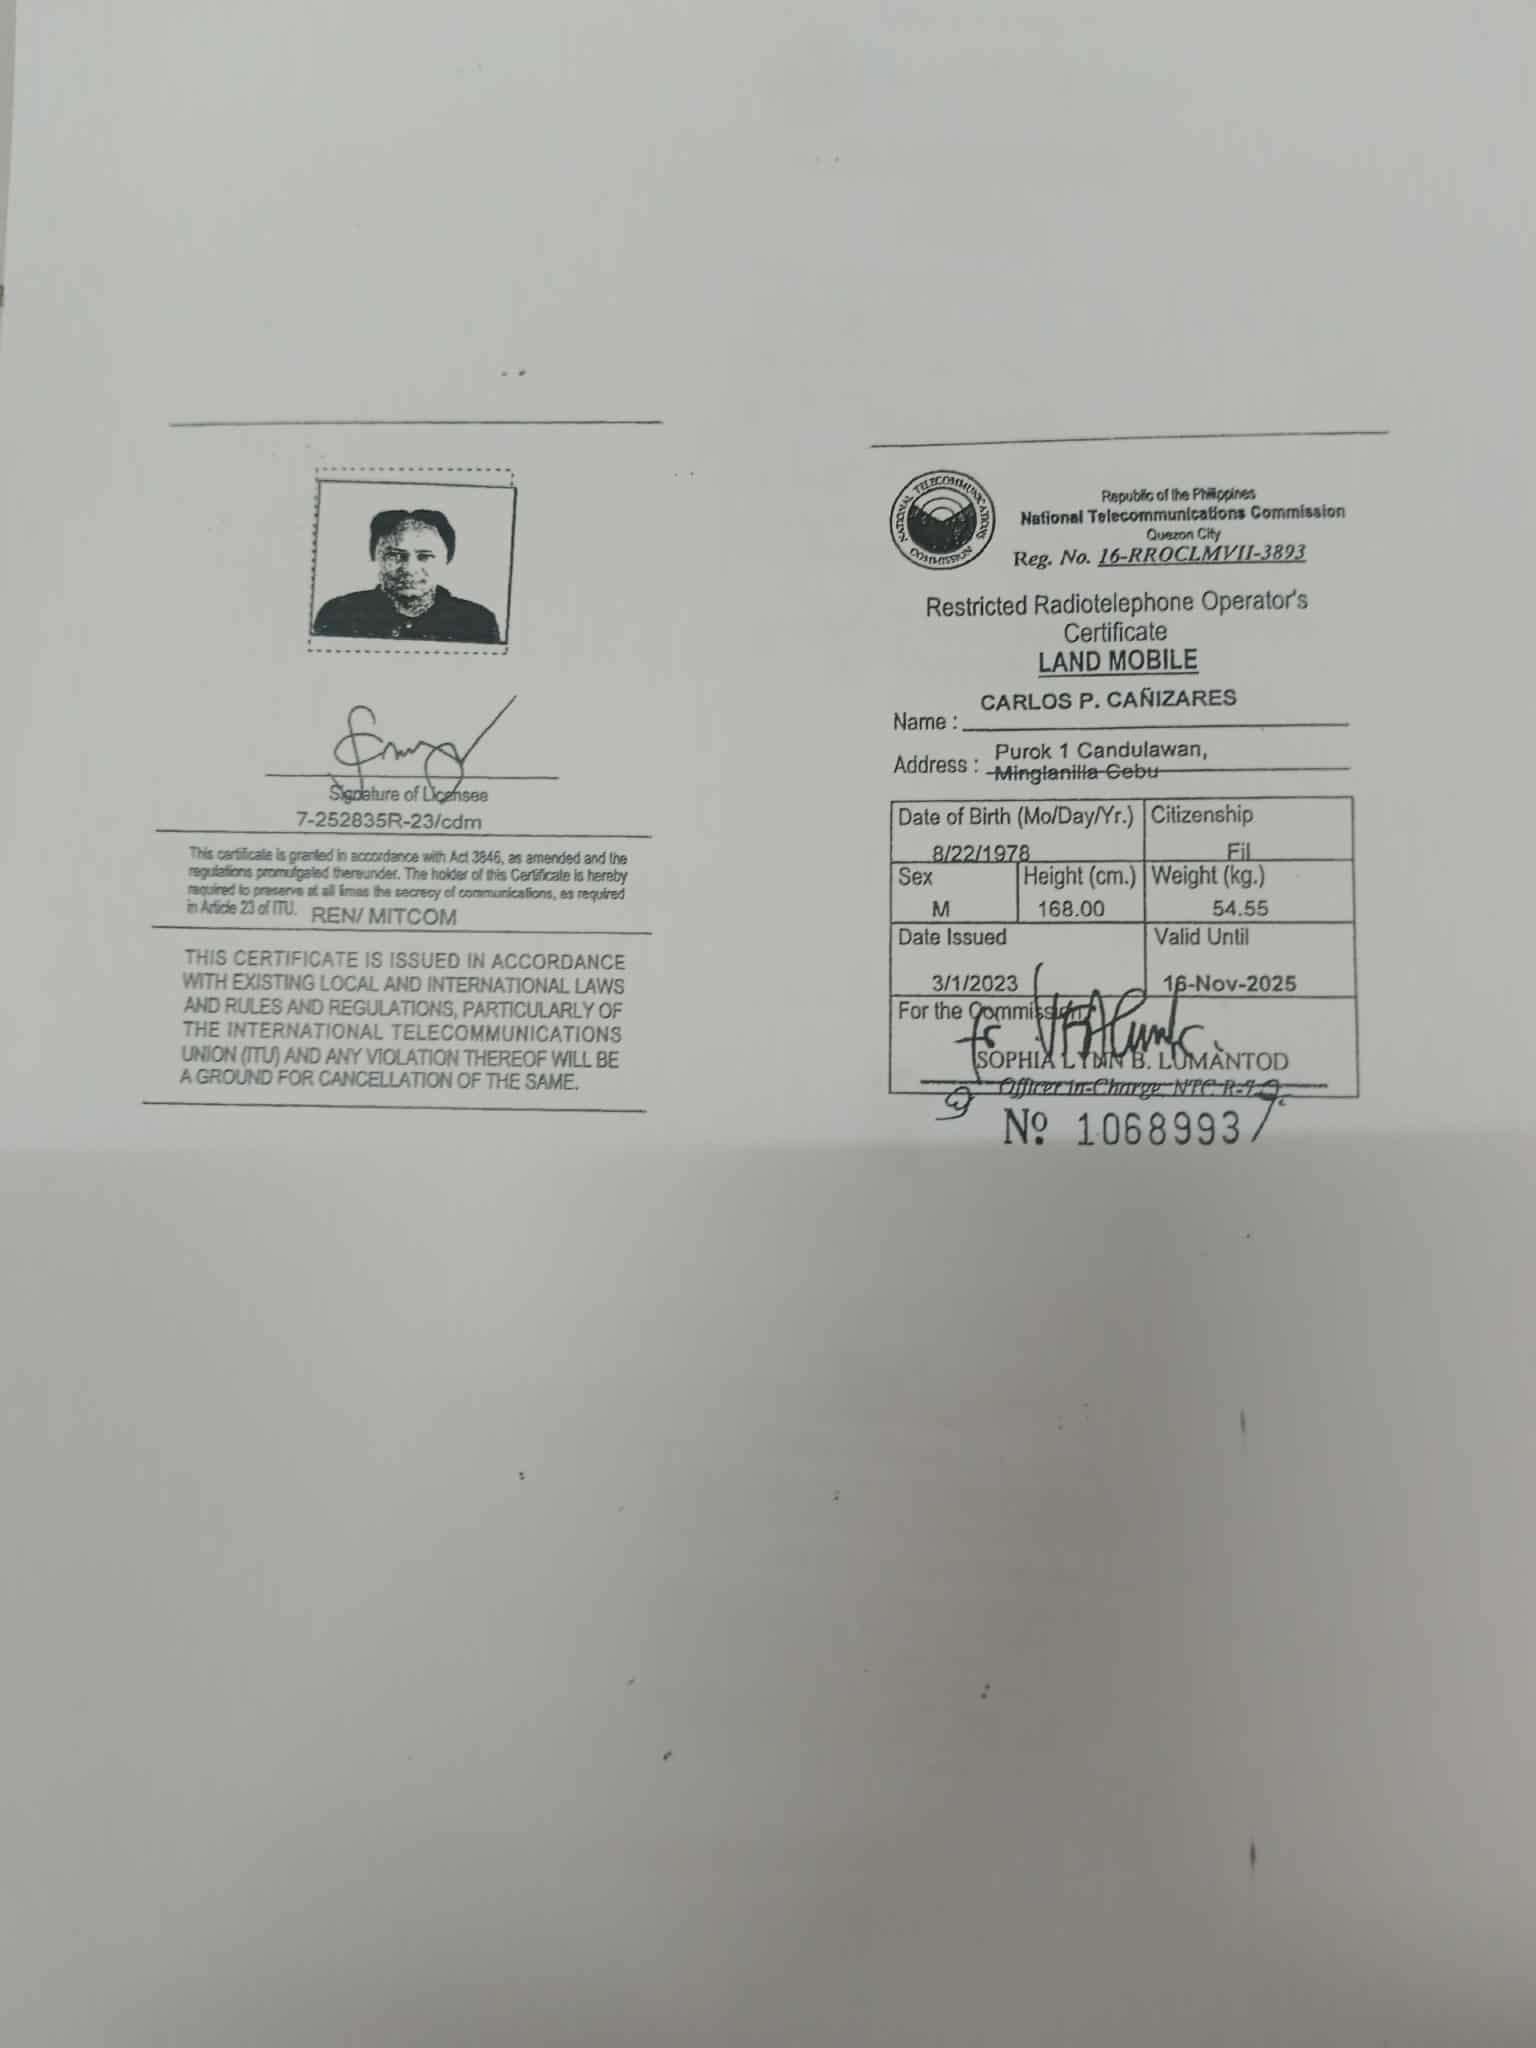 Signature of Licensee
7-252835R-23/cdm
This certificate is granted in accordance with Act 3846, as amended and the
regulations promulgated thereunder. The holder of this Certificate is hereby
required to preserve at all times the secrecy of communications, as required
in Article 23 of ITU. REN/ MITCOM
THIS CERTIFICATE IS ISSUED IN ACCORDANCE
WITH EXISTING LOCAL AND INTERNATIONAL LAWS
AND RULES AND REGULATIONS, PARTICULARLY OF
THE INTERNATIONAL TELECOMMUNICATIONS
UNION (ITU) AND ANY VIOLATION THEREOF WILL BE
A GROUND FOR CANCELLATION OF THE SAME.
NATIONAL TELECOMMUNICATIONS COMMISSION
Republic of the Philippines
National Telecommunications Commission
Quezon City
Reg. No. 16-RROCLMVII-3893
Restricted Radiotelephone Operator's
Certificate
LAND MOBILE
CARLOS P. CAÑIZARES
Name :
Purok 1 Candulawan,
Address : Minglanilla Cebu
Date of Birth (Mo/Day/Yr.) Citizenship
8/22/1978 Fil
Sex Height (cm.) Weight (kg.)
M 168.00 54.55
Date Issued Valid Until
3/1/2023 16-Nov-2025
For the Commission
SOPHIA LYNN B. LUMANTOD
Officer in-Charge, NTC R-7
№ 1068993